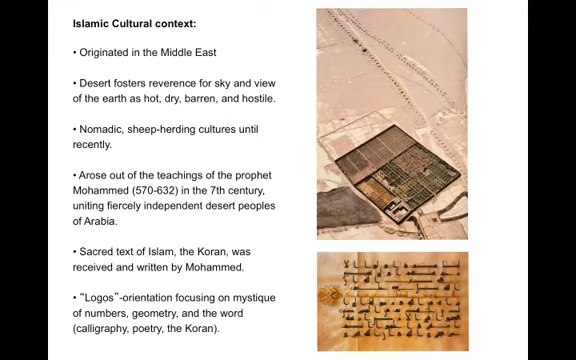 Islamic Cultural context:
• Originated in the Middle East
• Desert fosters reverence for sky and view
of the earth as hot, dry, barren, and hostile.
• Nomadic, sheep-herding cultures until
recently.
• Arose out of the teachings of the prophet
Mohammed (570-632) in the 7th century,
uniting fiercely independent desert peoples
of Arabia.
• Sacred text of Islam, the Koran, was
received and written by Mohammed.
• “Logos”-orientation focusing on mystique
of numbers, geometry, and the word
(calligraphy, poetry, the Koran).